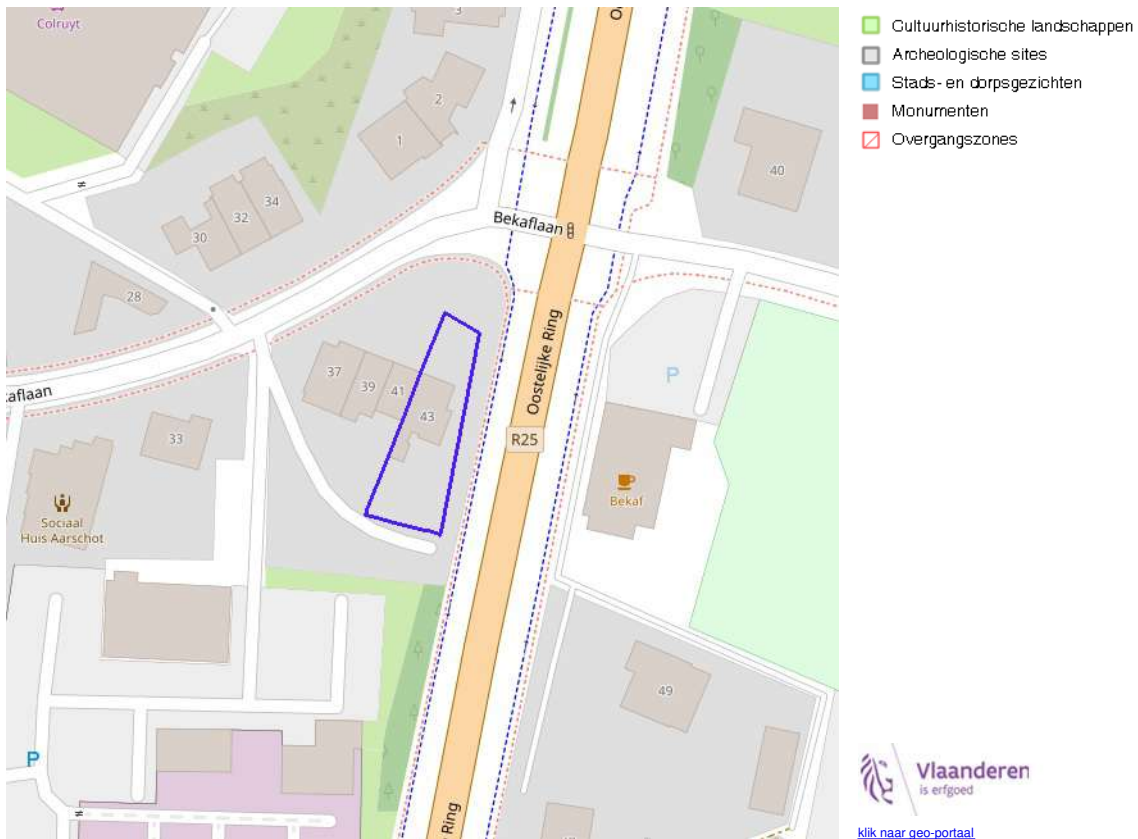 Colruyt
3
O
2
1
40
34
32
30
Bekaflaan
28
Oostelijke Ring
P
37
39
41
43
kaflaan
33
R25
Bekaf
Sociaal
Huis Aarschot
49
P
Ring
Cultuurhistorische landschappen
Archeologische sites
Stads- en dorpsgezichten
Monumenten
Overgangszones
Vlaanderen
is erfgoed
klik naar geo-portaal